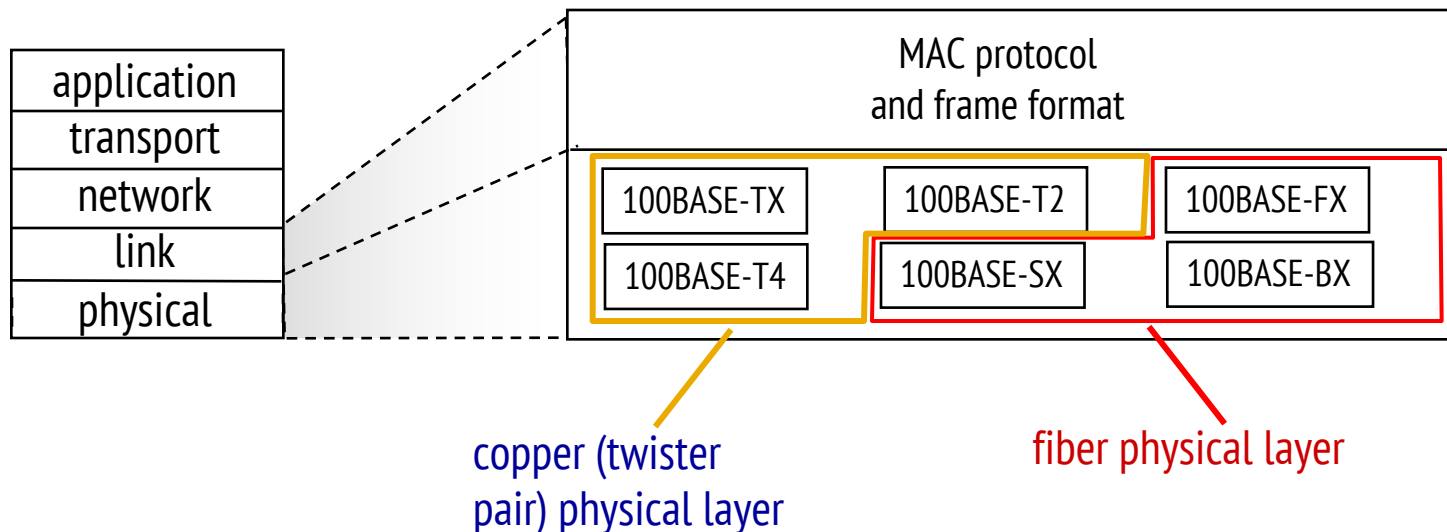 application
transport
network
link
physical
MAC protocol
and frame format
100BASE-TX
100BASE-T2
100BASE-FX
100BASE-T4
100BASE-SX
100BASE-BX
copper (twister
pair) physical layer
fiber physical layer